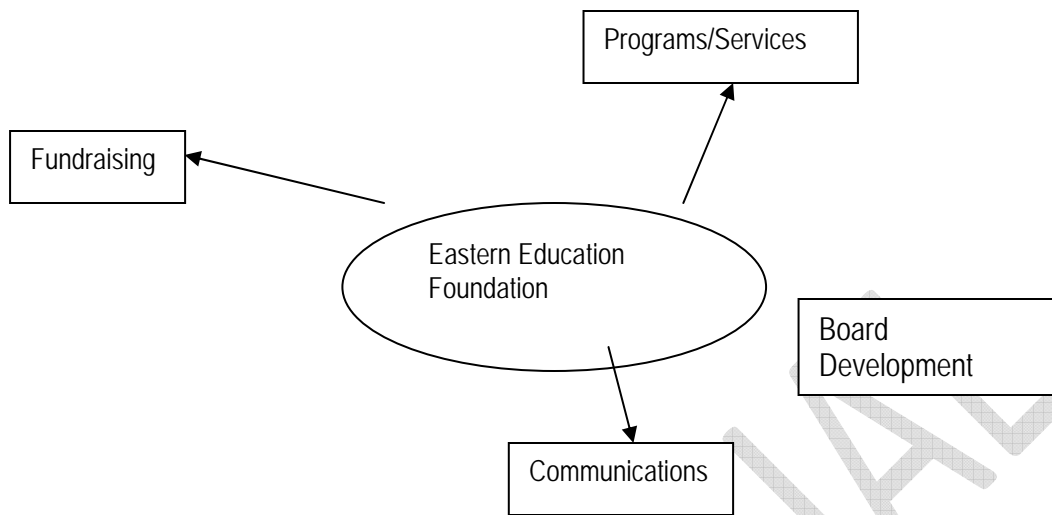 Programs/Services
Fundraising
Eastern Education
Foundation
Board
Development
Communications